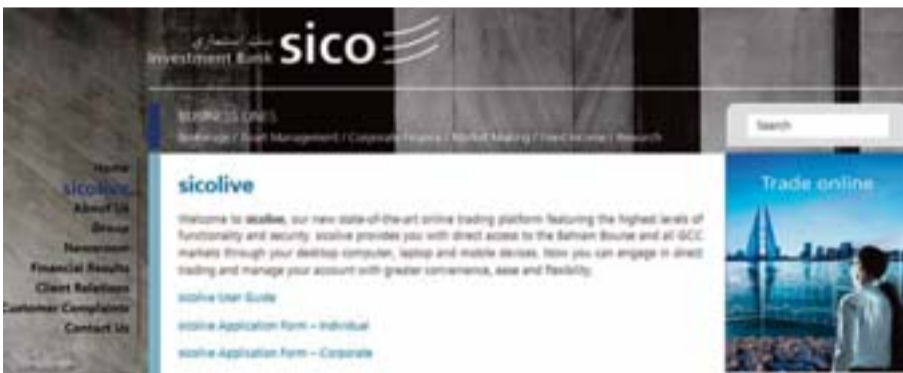 بنك استثماري
Investment Bank
sico
BUSINESS LINES
Brokerage / Asset Management / Corporate Finance / Market Making / Fixed Income / Research
Search
Home
sicolive
About Us
Group
Newsroom
Financial Results
Client Relations
Customer Complaints
Contact Us
sicolive
Welcome to sicolive, our new state-of-the-art online trading platform featuring the highest levels of
functionality and security. sicolive provides you with direct access to the Bahrain Bourse and all GCC
markets through your desktop computer, laptop and mobile devices. Now you can engage in direct
trading and manage your account with greater convenience, ease and flexibility.
sicolive User Guide
sicolive Application Form – Individual
sicolive Application Form – Corporate
Trade online